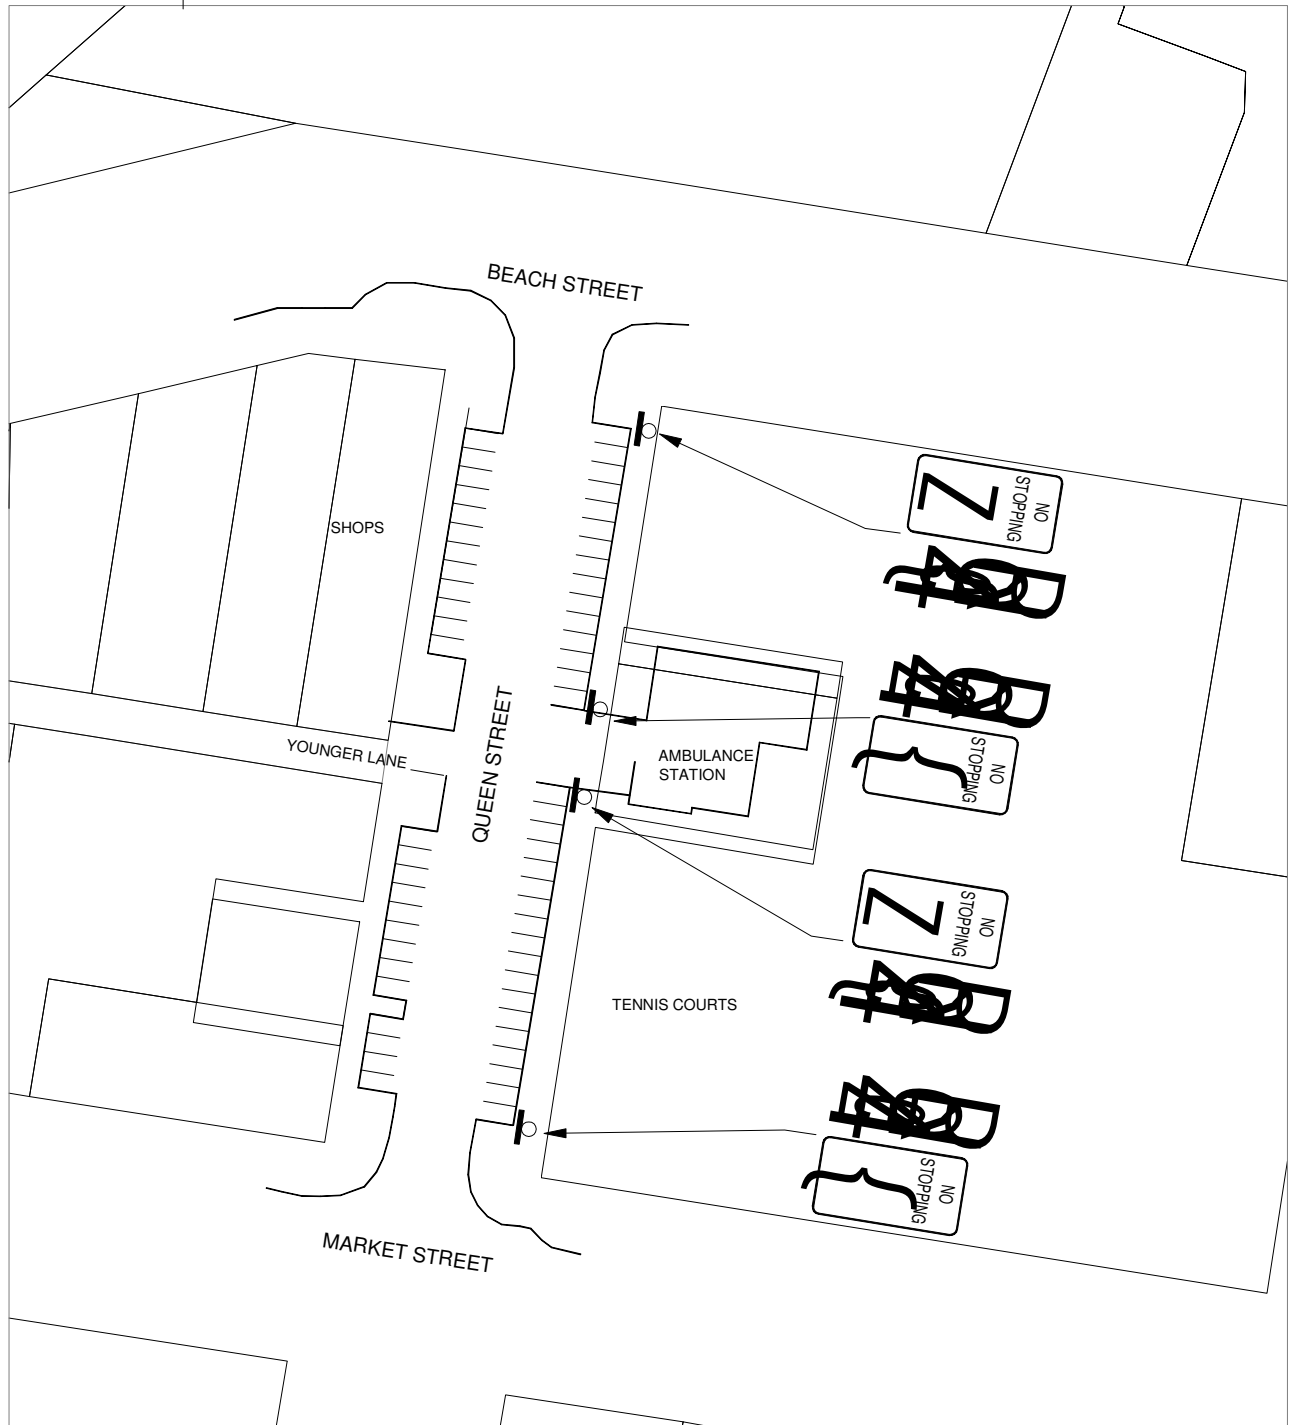 BEACH STREET
NO
STOPPING
SHOPS
QUEEN STREET
YOUNGER LANE
AMBULANCE
STATION
NO
STOPPING
NO
STOPPING
TENNIS COURTS
NO
STOPPING
MARKET STREET